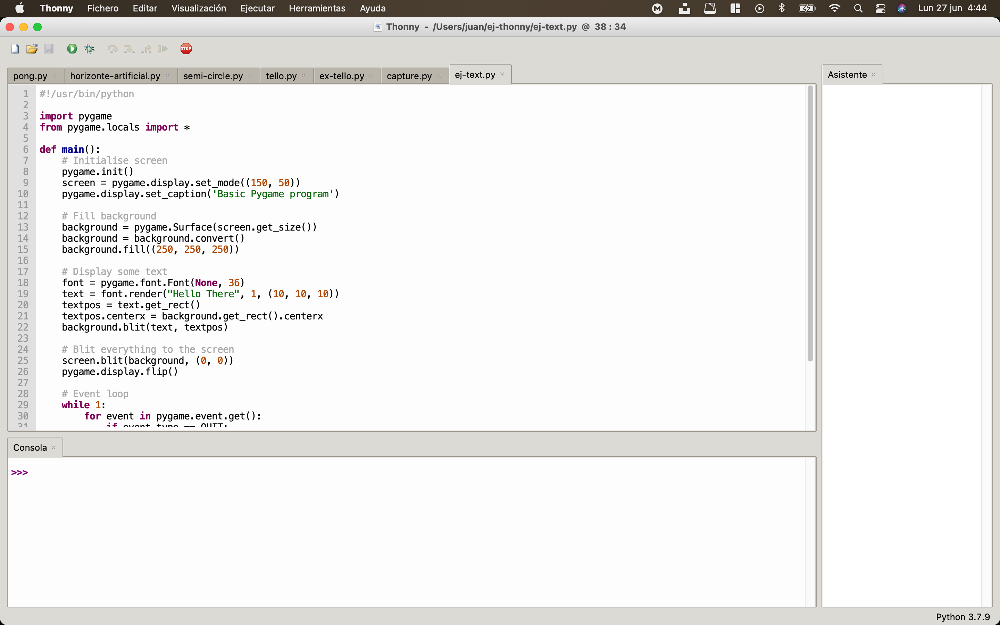 Thonny Fichero Editar Visualización Ejecutar Herramientas Ayuda Lun 27 jun 4:44
Thonny - /Users/juan/ej-thonny/ej-text.py @ 38 : 34
STOP
pong.py horizonte-artificial.py semi-circle.py tello.py ex-tello.py capture.py ej-text.py Asistente
1 #!/usr/bin/python
2
3 import pygame
4 from pygame.locals import *
5
6 def main():
7     # Initialise screen
8     pygame.init()
9     screen = pygame.display.set_mode((150, 50))
10     pygame.display.set_caption('Basic Pygame program')
11
12     # Fill background
13     background = pygame.Surface(screen.get_size())
14     background = background.convert()
15     background.fill((250, 250, 250))
16
17     # Display some text
18     font = pygame.font.Font(None, 36)
19     text = font.render("Hello There", 1, (10, 10, 10))
20     textpos = text.get_rect()
21     textpos.centerx = background.get_rect().centerx
22     background.blit(text, textpos)
23
24     # Blit everything to the screen
25     screen.blit(background, (0, 0))
26     pygame.display.flip()
27
28     # Event loop
29     while 1:
30         for event in pygame.event.get():
31             if event.type == QUIT:
Consola
>>>
Python 3.7.9